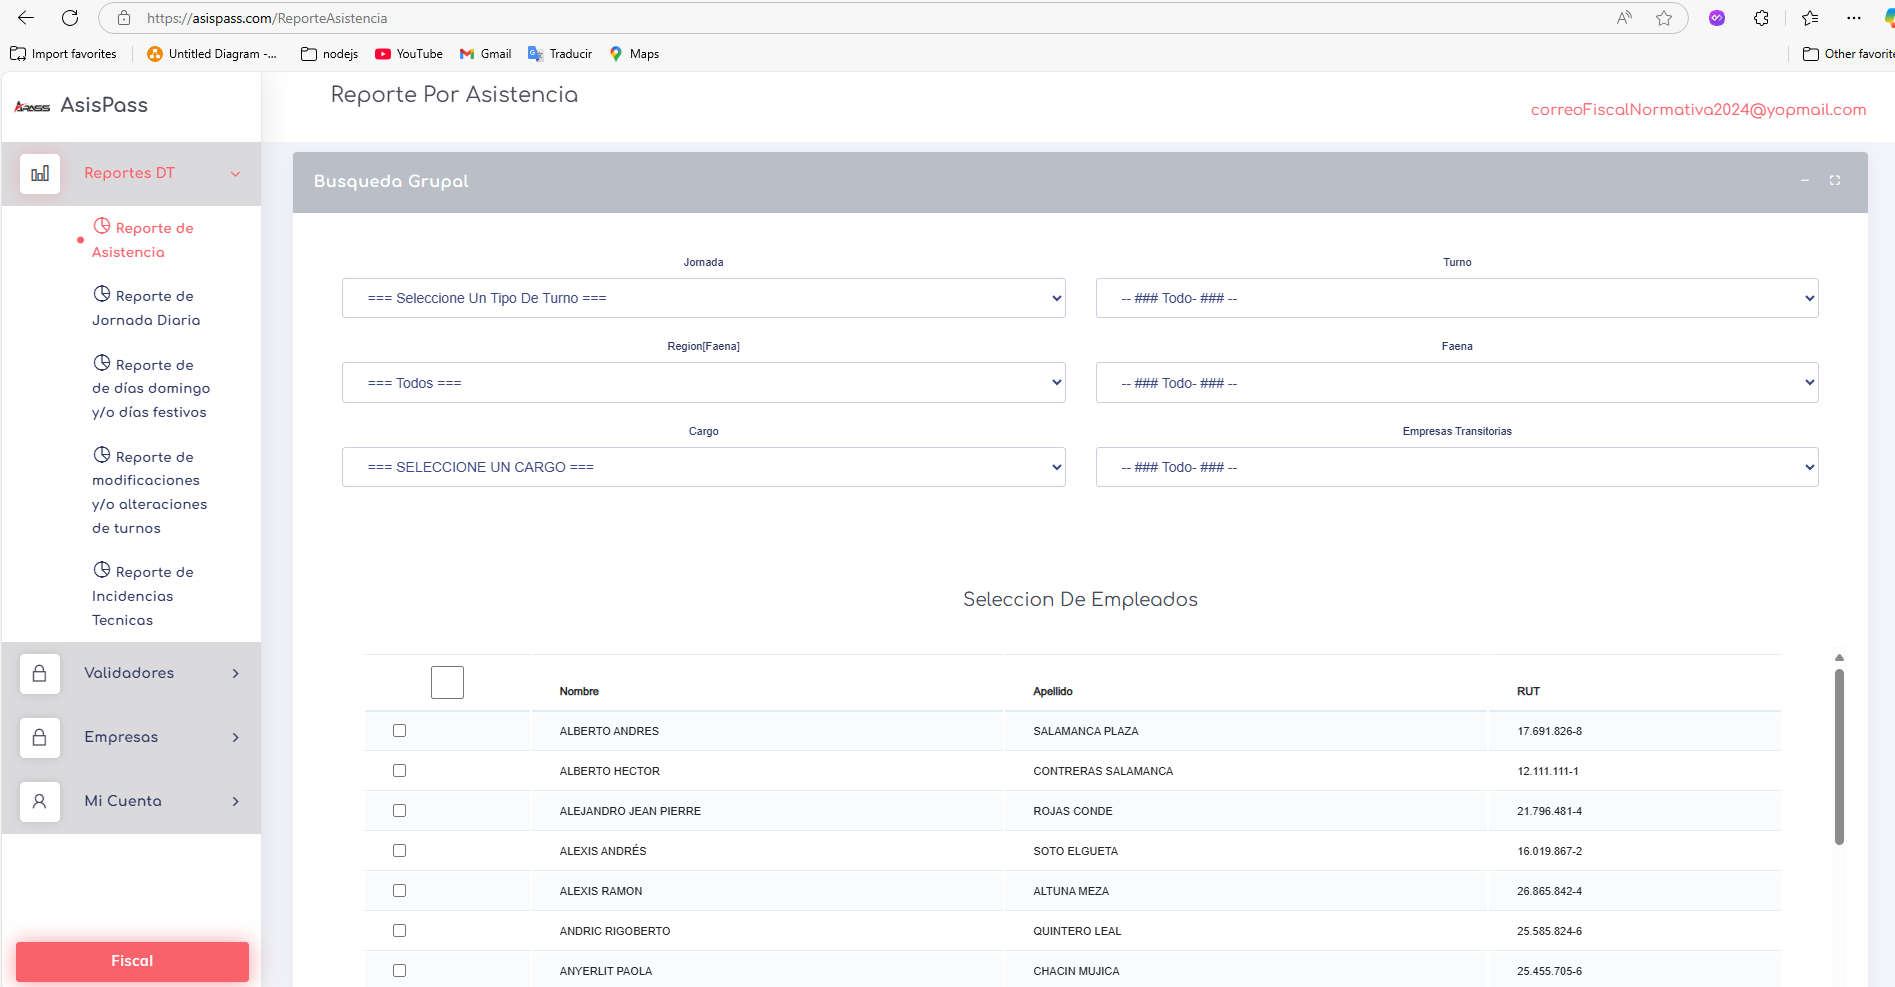 https://asispass.com/ReporteAsistencia
Import favorites
Untitled Diagram -...
nodejs
YouTube
Gmail
Traducir
Maps
Other favorite
AsisPass
Reporte Por Asistencia
correoFiscalNormativa2024@yopmail.com
Reportes DT
Reporte de
Asistencia
Reporte de
Jornada Diaria
Reporte de
de días domingo
y/o días festivos
Reporte de
modificaciones
y/o alteraciones
de turnos
Reporte de
Incidencias
Tecnicas
Validadores
Empresas
Mi Cuenta
Fiscal
Busqueda Grupal
Jornada
Turno
=== Seleccione Un Tipo De Turno ===
-- ### Todo- ### --
Region[Faena]
Faena
=== Todos ===
-- ### Todo- ### --
Cargo
Empresas Transitorias
=== SELECCIONE UN CARGO ===
-- ### Todo- ### --
Seleccion De Empleados
Nombre Apellido RUT
ALBERTO ANDRES SALAMANCA PLAZA 17.691.826-8
ALBERTO HECTOR CONTRERAS SALAMANCA 12.111.111-1
ALEJANDRO JEAN PIERRE ROJAS CONDE 21.796.481-4
ALEXIS ANDRÉS SOTO ELGUETA 16.019.867-2
ALEXIS RAMON ALTUNA MEZA 26.865.842-4
ANDRIC RIGOBERTO QUINTERO LEAL 25.585.824-6
ANYERLIT PAOLA CHACIN MUJICA 25.455.705-6